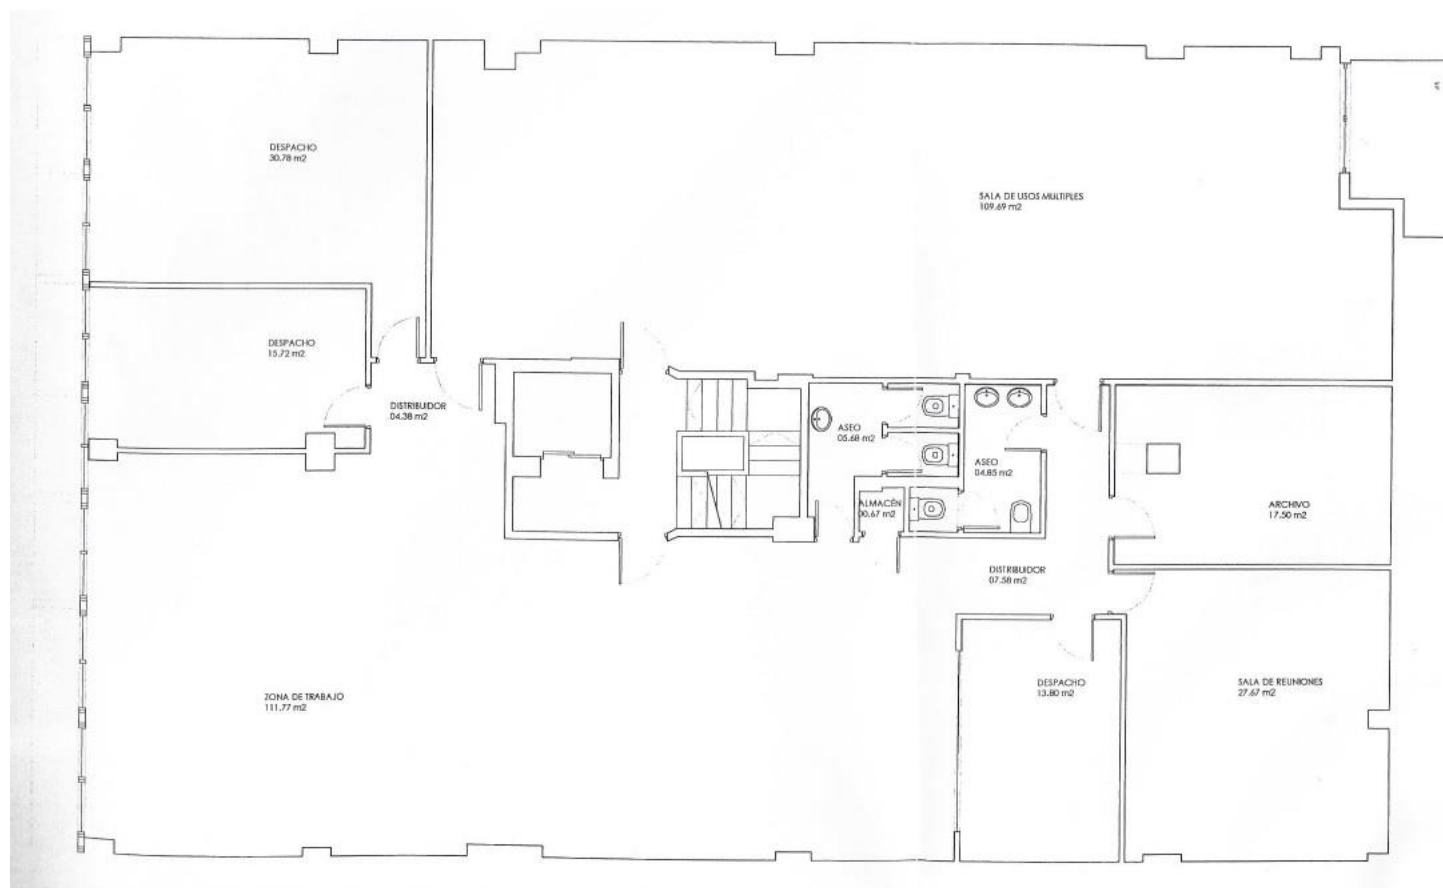 DESPACHO
30.78 m2
SALA DE USOS MULTIPLES
109.69 m2
DESPACHO
15.72 m2
DISTRIBUIDOR
04.38 m2
ASEO
05.68 m2
ASEO
04.85 m2
ALMACÉN
00.67 m2
ARCHIVO
17.50 m2
DISTRIBUIDOR
07.58 m2
ZONA DE TRABAJO
111.77 m2
DESPACHO
13.80 m2
SALA DE REUNIONES
27.67 m2